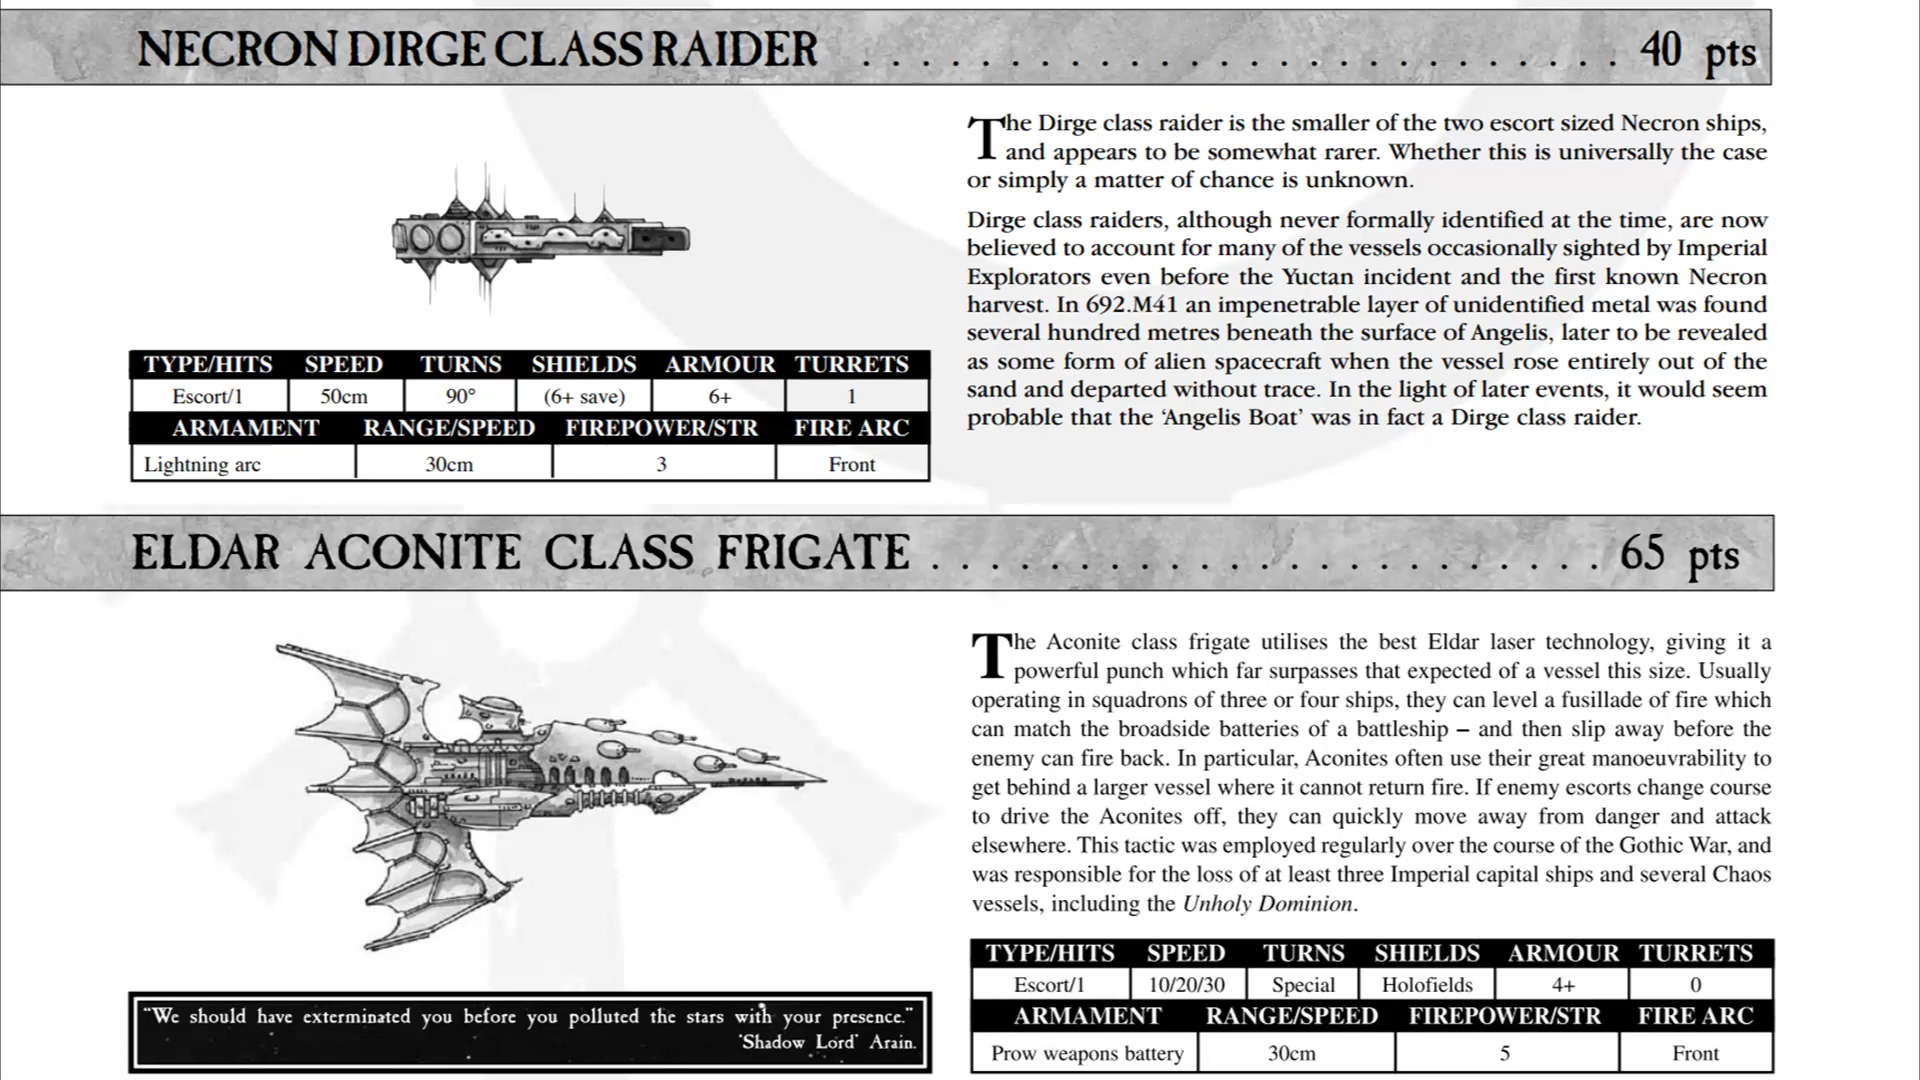 NECRON DIRGE CLASS RAIDER . . . . . . . . . . . . . . . . . . . . . . . . . . . . . . . 40 pts
The Dirge class raider is the smaller of the two escort sized Necron ships,
and appears to be somewhat rarer. Whether this is universally the case
or simply a matter of chance is unknown.
Dirge class raiders, although never formally identified at the time, are now
believed to account for many of the vessels occasionally sighted by Imperial
Explorators even before the Yuctan incident and the first known Necron
harvest. In 692.M41 an impenetrable layer of unidentified metal was found
several hundred metres beneath the surface of Angelis, later to be revealed
as some form of alien spacecraft when the vessel rose entirely out of the
sand and departed without trace. In the light of later events, it would seem
probable that the ‘Angelis Boat’ was in fact a Dirge class raider.
TYPE/HITS SPEED TURNS SHIELDS ARMOUR TURRETS
Escort/1 50cm 90° (6+ save) 6+ 1
ARMAMENT RANGE/SPEED FIREPOWER/STR FIRE ARC
Lightning arc 30cm 3 Front
ELDAR ACONITE CLASS FRIGATE . . . . . . . . . . . . . . . . . . . . . . . 65 pts
The Aconite class frigate utilises the best Eldar laser technology, giving it a
powerful punch which far surpasses that expected of a vessel this size. Usually
operating in squadrons of three or four ships, they can level a fusillade of fire which
can match the broadside batteries of a battleship – and then slip away before the
enemy can fire back. In particular, Aconites often use their great manoeuvrability to
get behind a larger vessel where it cannot return fire. If enemy escorts change course
to drive the Aconites off, they can quickly move away from danger and attack
elsewhere. This tactic was employed regularly over the course of the Gothic War, and
was responsible for the loss of at least three Imperial capital ships and several Chaos
vessels, including the Unholy Dominion.
"We should have exterminated you before you polluted the stars with your presence."
'Shadow Lord' Arain.
TYPE/HITS SPEED TURNS SHIELDS ARMOUR TURRETS
Escort/1 10/20/30 Special Holofields 4+ 0
ARMAMENT RANGE/SPEED FIREPOWER/STR FIRE ARC
Prow weapons battery 30cm 5 Front